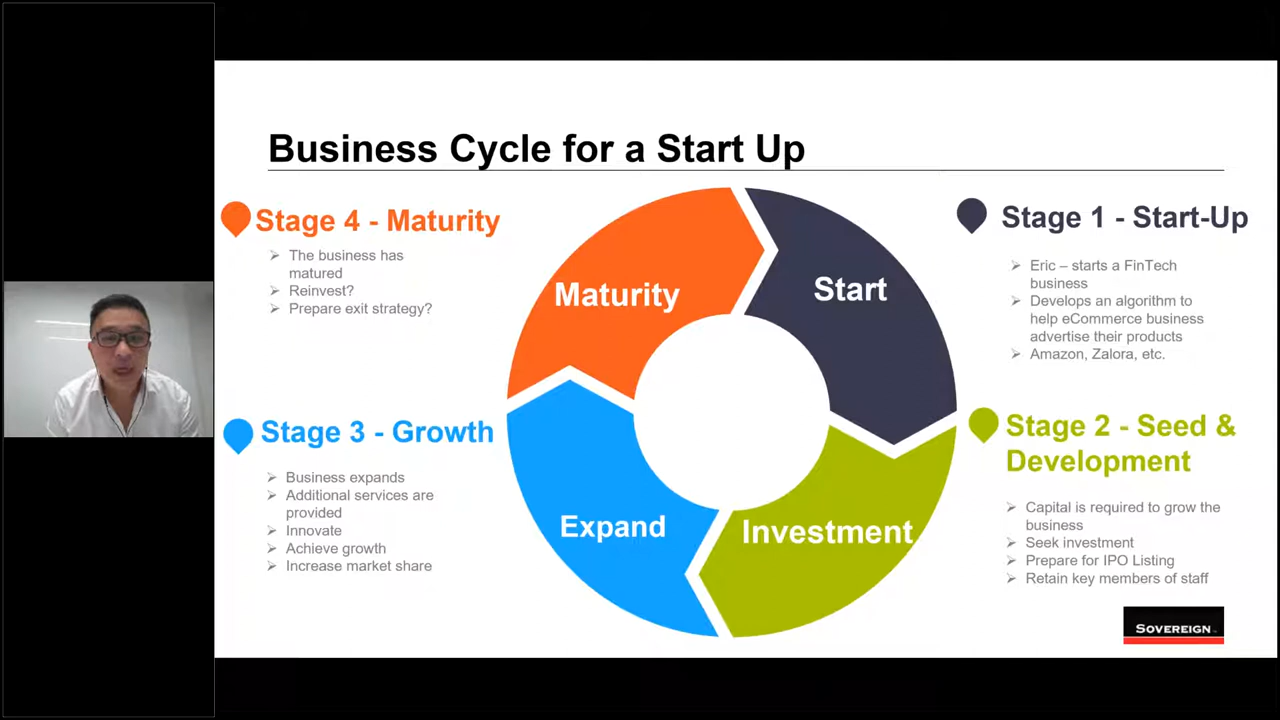 Business Cycle for a Start Up
Stage 4 - Maturity
The business has
matured
Reinvest?
Prepare exit strategy?
Stage 3 - Growth
Business expands
Additional services are
provided
Innovate
Achieve growth
Increase market share
Maturity
Start
Expand
Investment
Stage 1 - Start-Up
Eric – starts a FinTech
business
Develops an algorithm to
help eCommerce business
advertise their products
Amazon, Zalora, etc.
Stage 2 - Seed &
Development
Capital is required to grow the
business
Seek investment
Prepare for IPO Listing
Retain key members of staff
SOVEREIGN